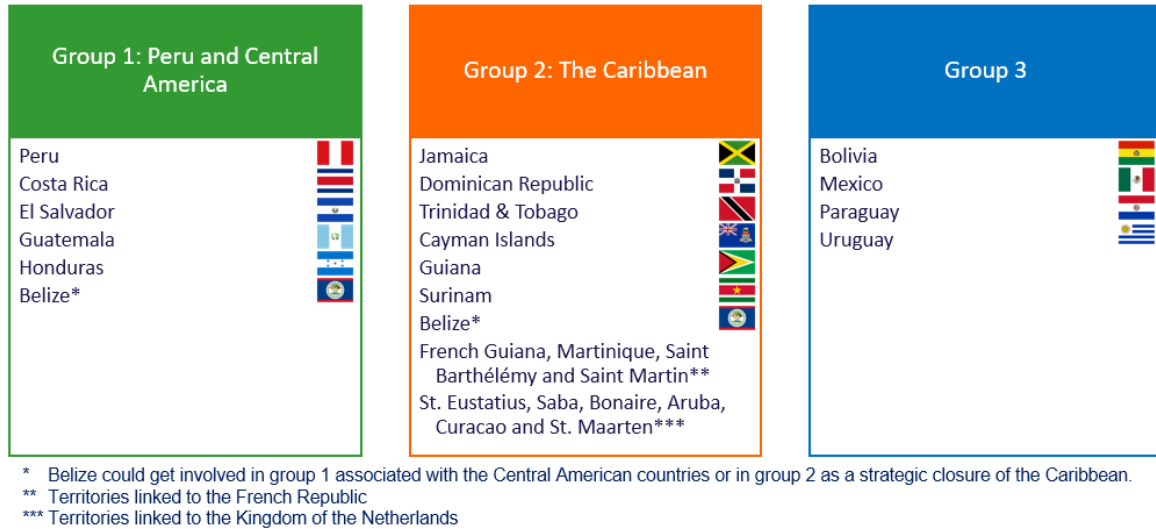 Group 1: Peru and Central
America
Peru
Costa Rica
El Salvador
Guatemala
Honduras
Belize*
Group 2: The Caribbean
Jamaica
Dominican Republic
Trinidad & Tobago
Cayman Islands
Guiana
Surinam
Belize*
French Guiana, Martinique, Saint
Barthélémy and Saint Martin**
St. Eustatius, Saba, Bonaire, Aruba,
Curacao and St. Maarten***
Group 3
Bolivia
Mexico
Paraguay
Uruguay
* Belize could get involved in group 1 associated with the Central American countries or in group 2 as a strategic closure of the Caribbean.
** Territories linked to the French Republic
*** Territories linked to the Kingdom of the Netherlands